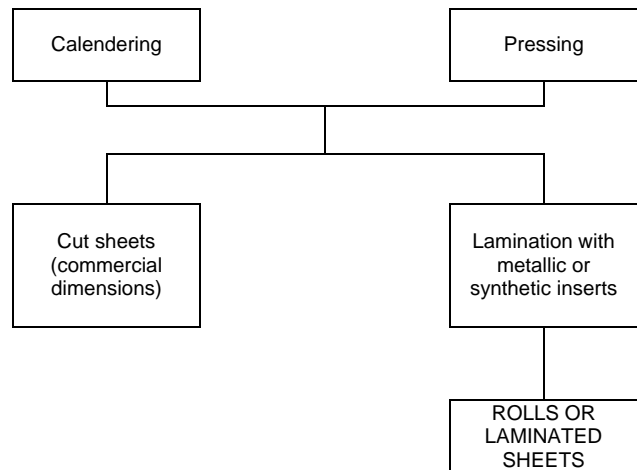 Calendering
Pressing
Cut sheets
(commercial
dimensions)
Lamination with
metallic or
synthetic inserts
ROLLS OR
LAMINATED
SHEETS